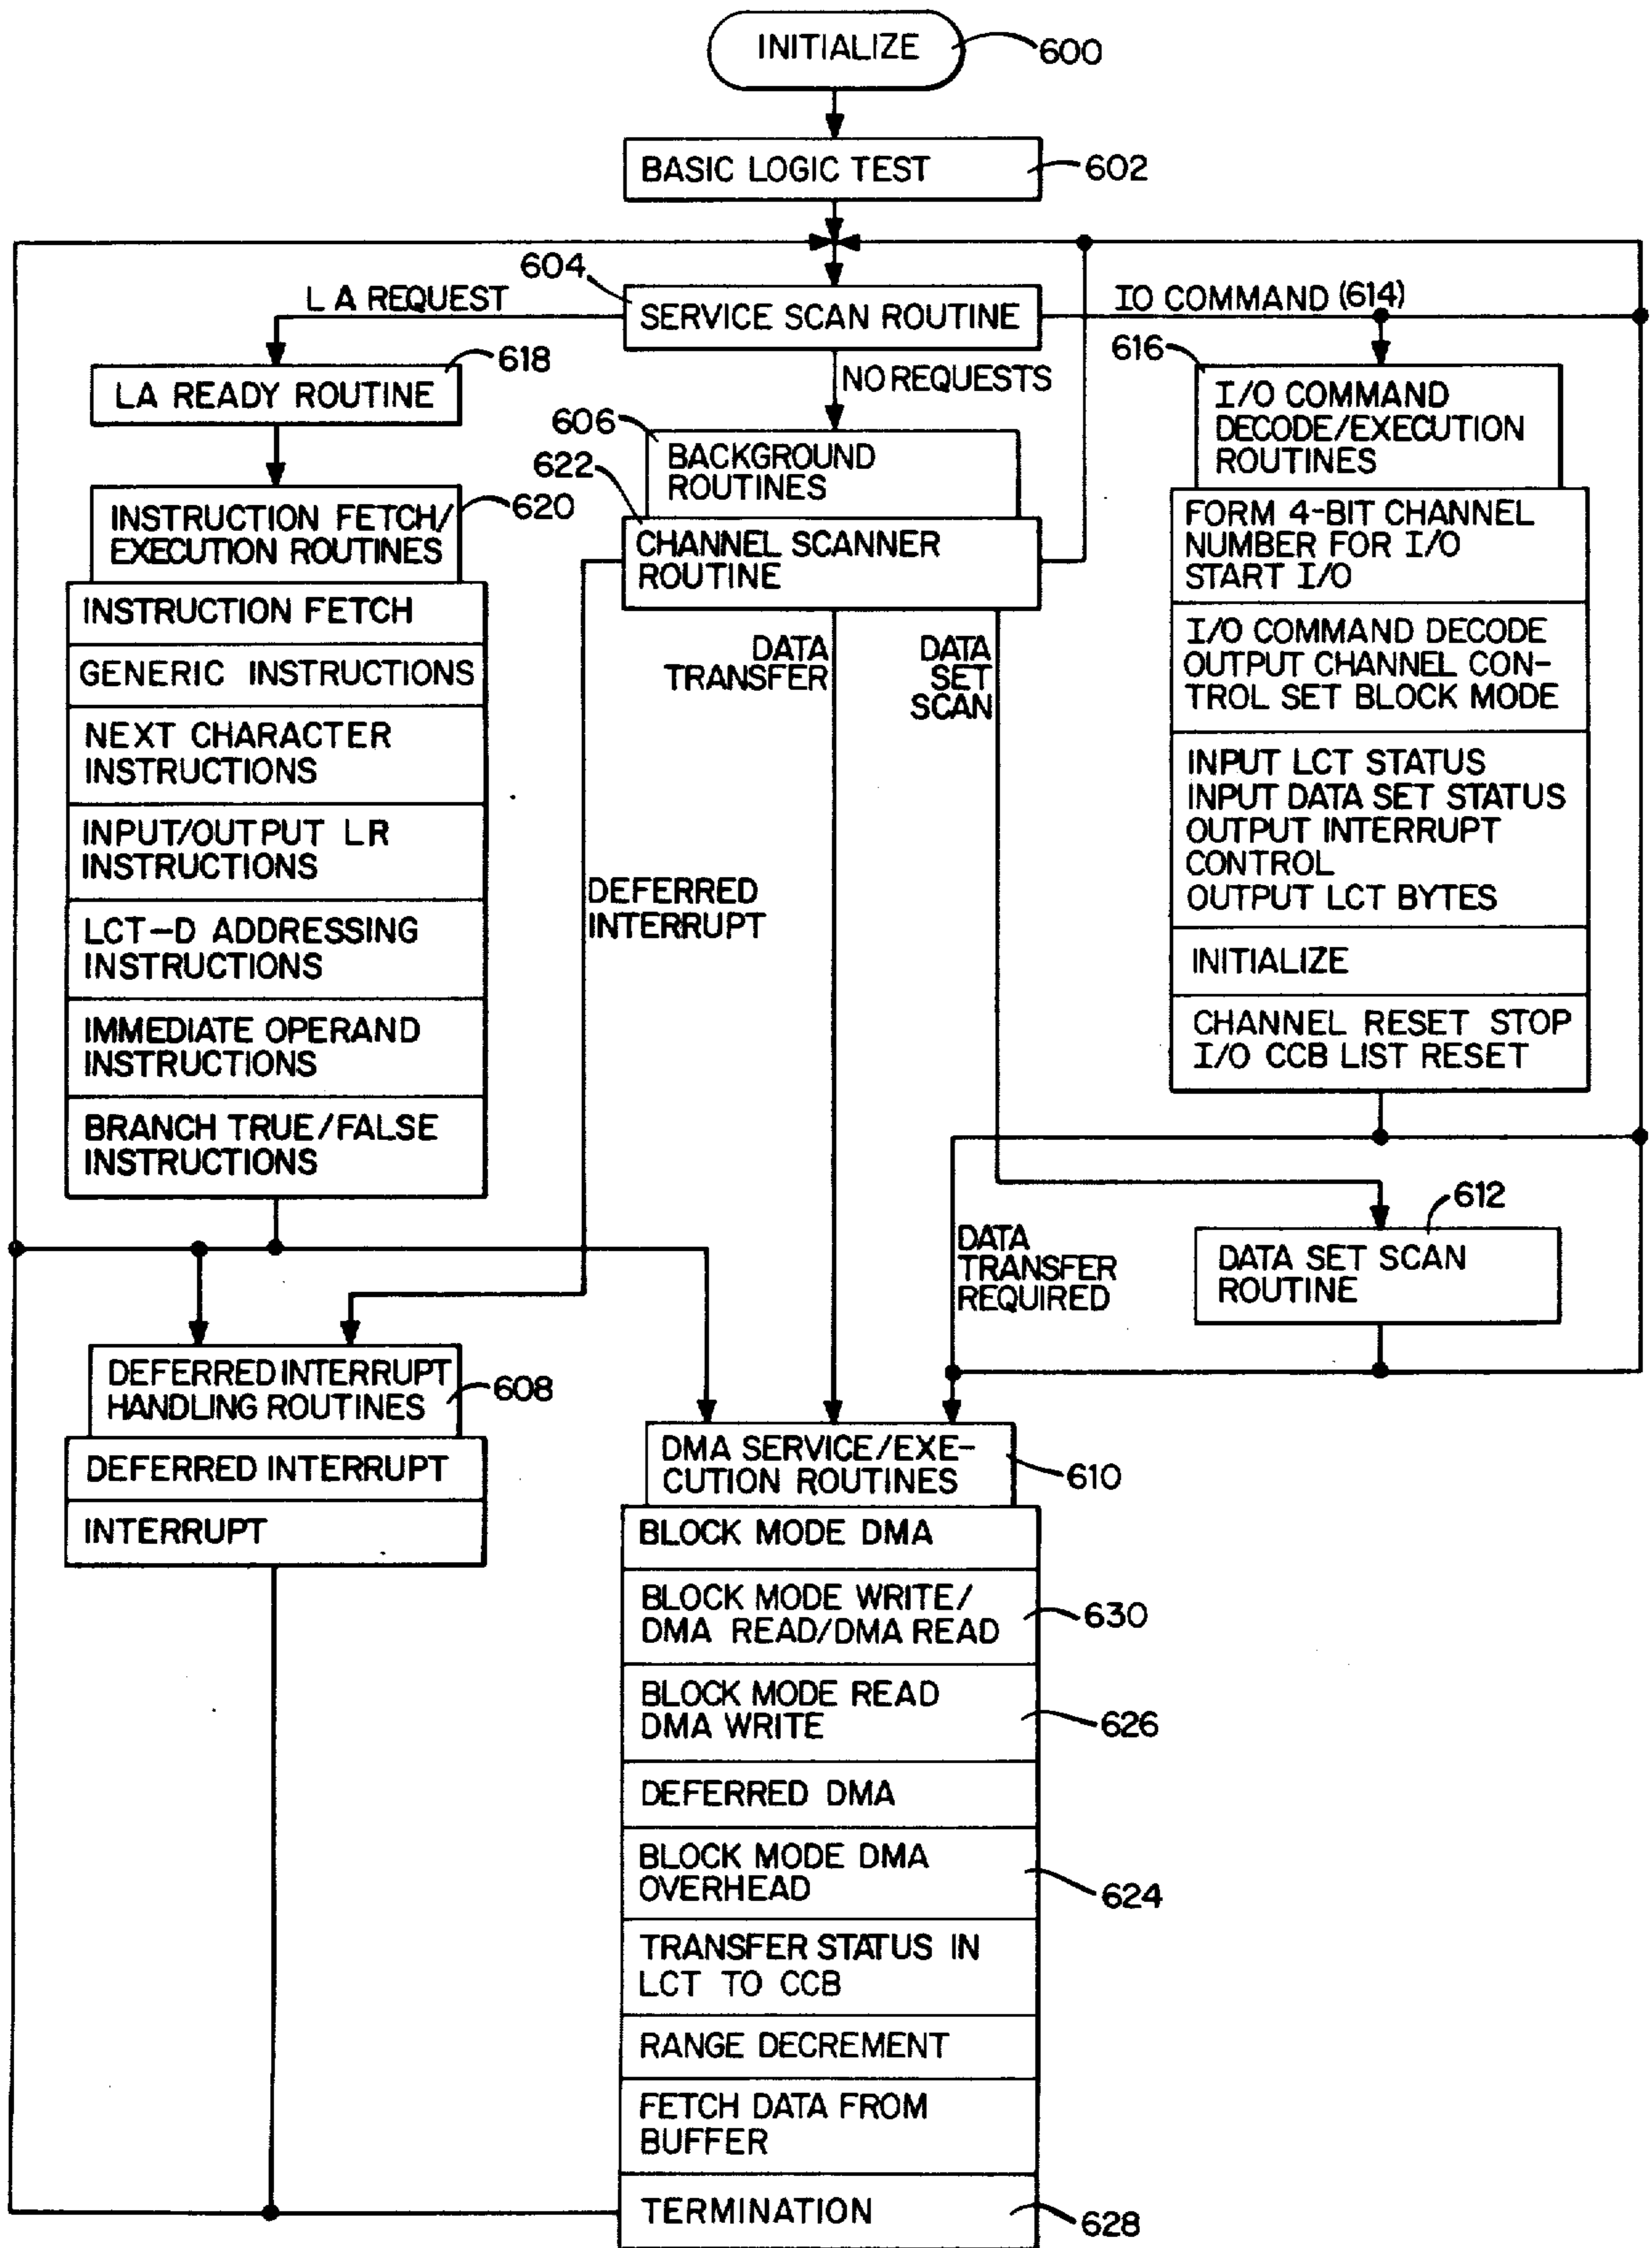 INITIALIZE
600
BASIC LOGIC TEST
602
604
SERVICE SCAN ROUTINE
LA REQUEST
IO COMMAND (614)
NO REQUESTS
618
LA READY ROUTINE
620
INSTRUCTION FETCH/
EXECUTION ROUTINES
INSTRUCTION FETCH
GENERIC INSTRUCTIONS
NEXT CHARACTER
INSTRUCTIONS
INPUT/OUTPUT LR
INSTRUCTIONS
LCT-D ADDRESSING
INSTRUCTIONS
IMMEDIATE OPERAND
INSTRUCTIONS
BRANCH TRUE/FALSE
INSTRUCTIONS
606
BACKGROUND
ROUTINES
622
CHANNEL SCANNER
ROUTINE
DATA
TRANSFER
DATA
SET
SCAN
DEFERRED
INTERRUPT
616
I/O COMMAND
DECODE/EXECUTION
ROUTINES
FORM 4-BIT CHANNEL
NUMBER FOR I/O
START I/O
I/O COMMAND DECODE
OUTPUT CHANNEL CON-
TROL SET BLOCK MODE
INPUT LCT STATUS
INPUT DATA SET STATUS
OUTPUT INTERRUPT
CONTROL
OUTPUT LCT BYTES
INITIALIZE
CHANNEL RESET STOP
I/O CCB LIST RESET
DATA
TRANSFER
REQUIRED
612
DATA SET SCAN
ROUTINE
DEFERRED INTERRUPT
HANDLING ROUTINES
608
DEFERRED INTERRUPT
INTERRUPT
DMA SERVICE/EXE-
CUTION ROUTINES
610
BLOCK MODE DMA
BLOCK MODE WRITE/
DMA READ/DMA READ
630
BLOCK MODE READ
DMA WRITE
626
DEFERRED DMA
BLOCK MODE DMA
OVERHEAD
624
TRANSFER STATUS IN
LCT TO CCB
RANGE DECREMENT
FETCH DATA FROM
BUFFER
TERMINATION
628